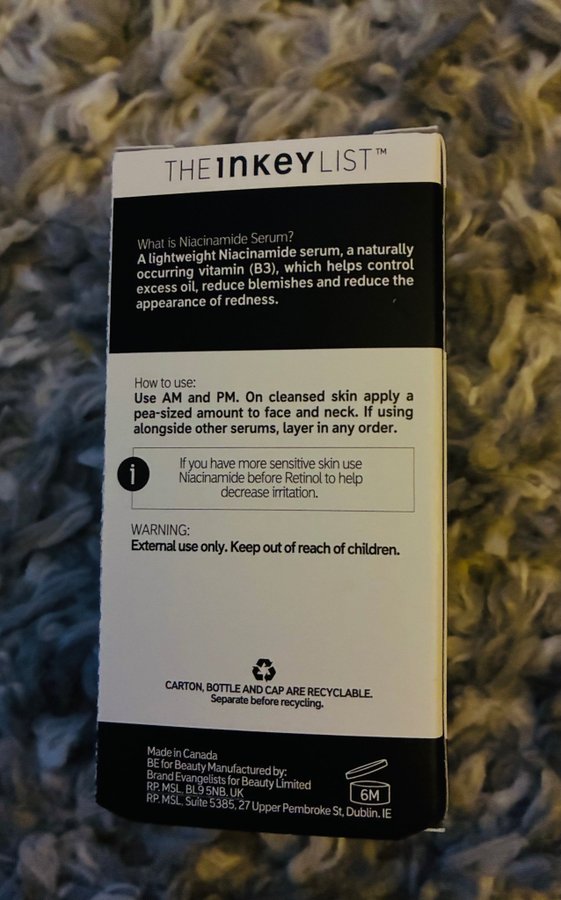 THE INKEY LIST™
What is Niacinamide Serum?
A lightweight Niacinamide serum, a naturally
occurring vitamin (B3), which helps control
excess oil, reduce blemishes and reduce the
appearance of redness.
How to use:
Use AM and PM. On cleansed skin apply a
pea-sized amount to face and neck. If using
alongside other serums, layer in any order.
i
If you have more sensitive skin use
Niacinamide before Retinol to help
decrease irritation.
WARNING:
External use only. Keep out of reach of children.
CARTON, BOTTLE AND CAP ARE RECYCLABLE.
Separate before recycling.
Made in Canada
BE for Beauty Manufactured by:
Brand Evangelists for Beauty Limited
RP. MSL, BL9 5NB. UK
RP. MSL, Suite 5385, 27 Upper Pembroke St, Dublin. IE
6M